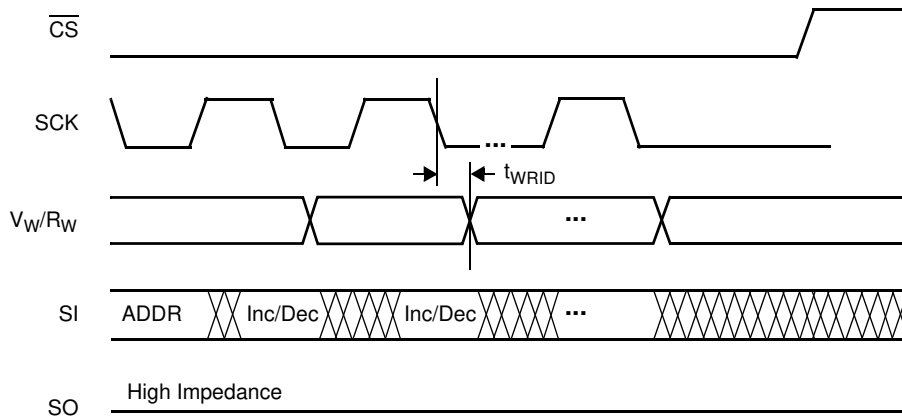 CS
SCK
...
tWRID
VW/RW
...
SI
ADDR
Inc/Dec
Inc/Dec
...
High Impedance
SO